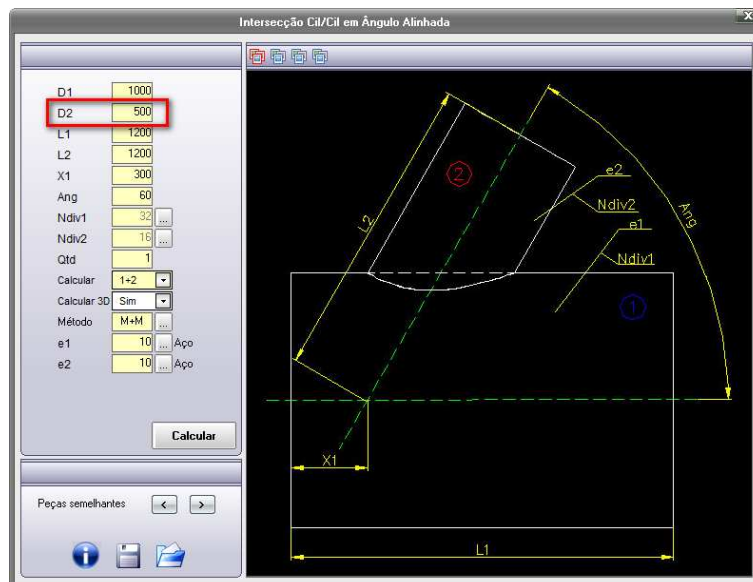 Intersecção Cil/Cil em Ângulo Alinhada
D1 1000
D2 500
L1 1200
L2 1200
X1 300
Ang 60
Ndiv1 32 ...
Ndiv2 16 ...
Qtd 1
Calcular 1+2
Calcular 3D Sim
Método M+M ...
e1 10 ... Aço
e2 10 ... Aço
Calcular
Peças semelhantes < >
2
e2
Ndiv2
Ang
L2
e1
Ndiv1
1
X1
L1